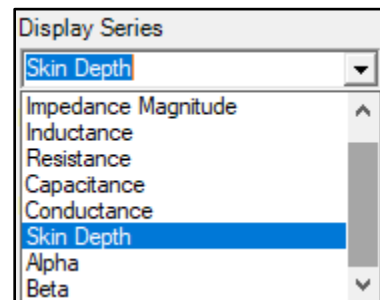 Display Series
Skin Depth
Impedance Magnitude
Inductance
Resistance
Capacitance
Conductance
Skin Depth
Alpha
Beta